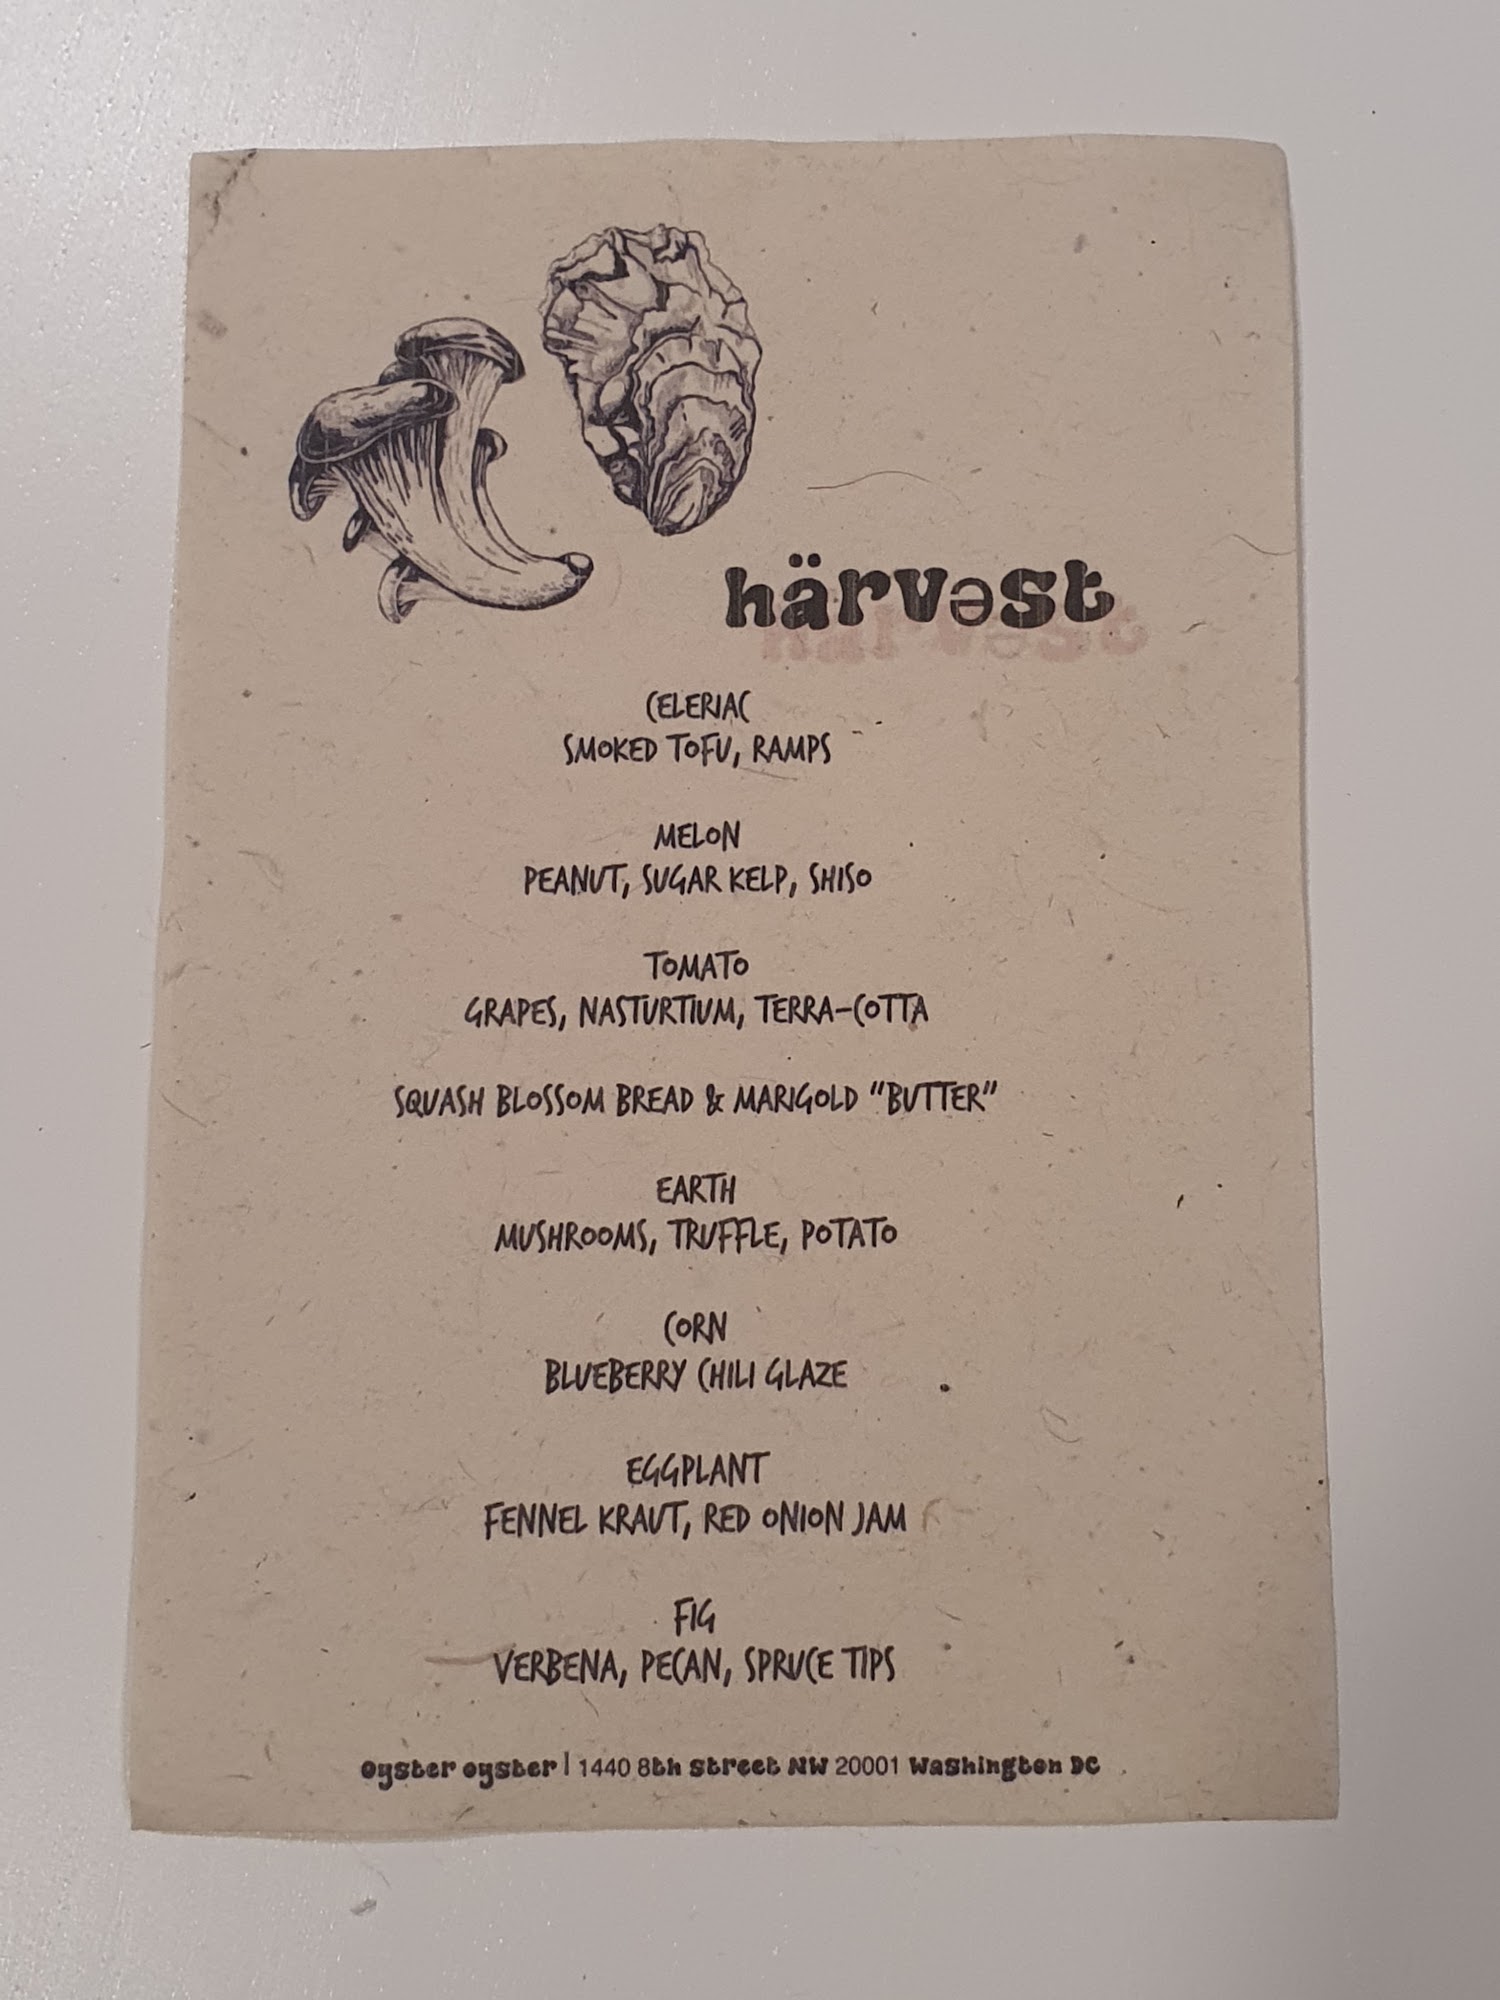 härvəst
CELERIAC
SMOKED TOFU, RAMPS
MELON
PEANUT, SUGAR KELP, SHISO
TOMATO
GRAPES, NASTURTIUM, TERRA-COTTA
SQUASH BLOSSOM BREAD & MARIGOLD "BUTTER"
EARTH
MUSHROOMS, TRUFFLE, POTATO
CORN
BLUEBERRY CHILI GLAZE
EGGPLANT
FENNEL KRAUT, RED ONION JAM
FIG
VERBENA, PECAN, SPRUCE TIPS
oyster oyster | 1440 8th Street NW 20001 Washington DC